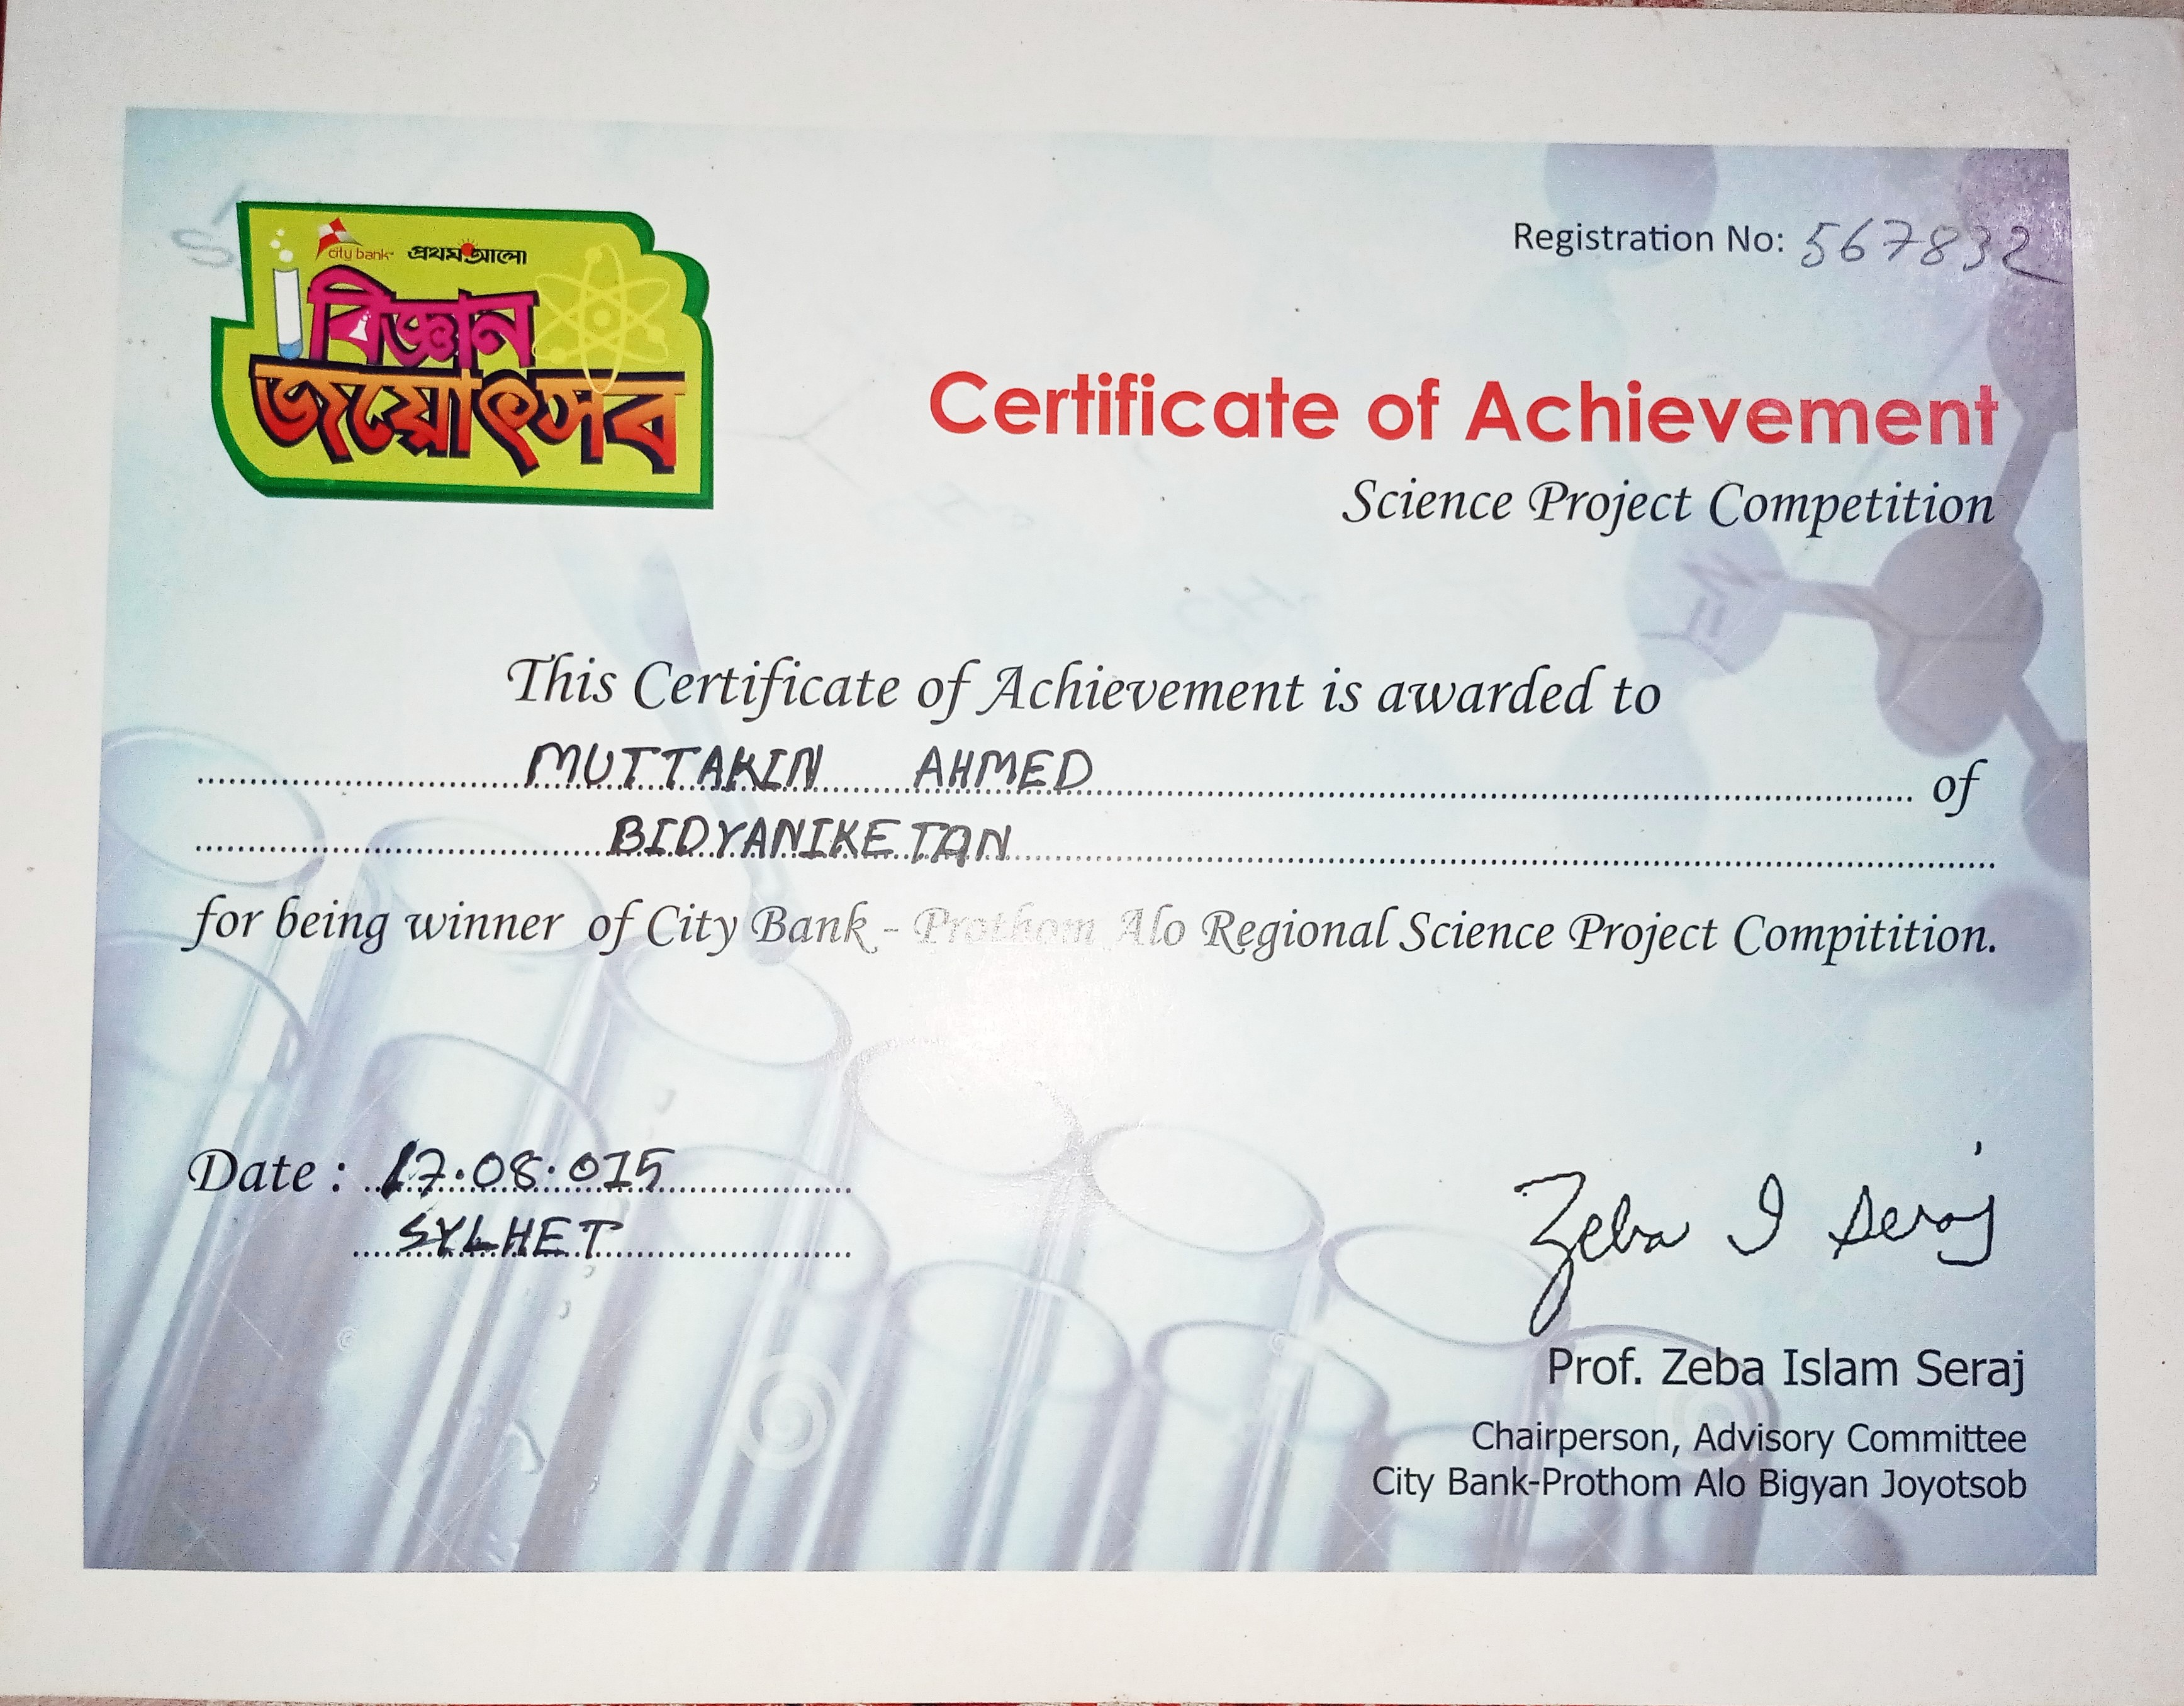 city bank প্রথম আলো
বিজ্ঞান
জয়োৎসব
Registration No: 567832
Certificate of Achievement
Science Project Competition
This Certificate of Achievement is awarded to
MUTTAKIN AHMED of
BIDYANIKETAN
for being winner of City Bank - Prothom Alo Regional Science Project Compitition.
Date : 17.08.015
SYLHET
Zeba I Seraj
Prof. Zeba Islam Seraj
Chairperson, Advisory Committee
City Bank-Prothom Alo Bigyan Joyotsob